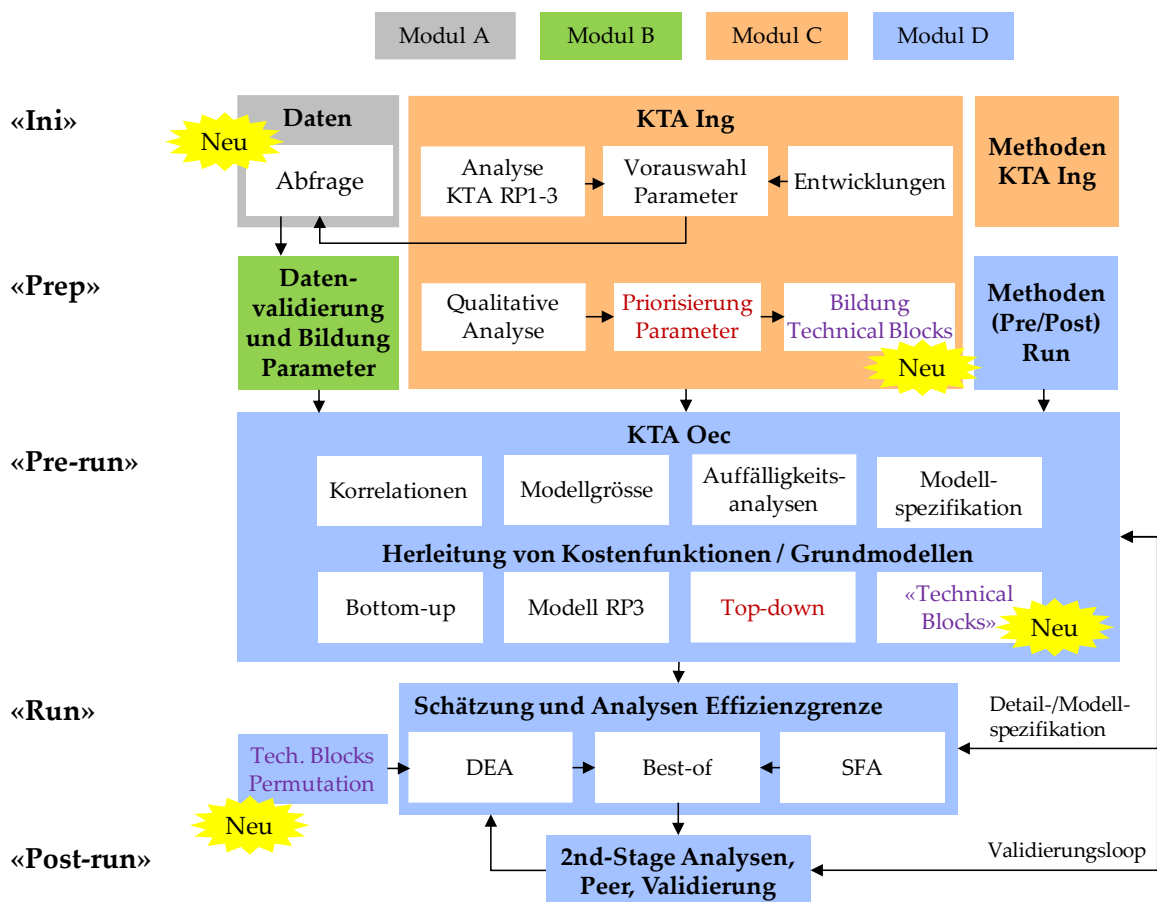 Modul A
Modul B
Modul C
Modul D
«Ini»
Daten
Neu
Abfrage
KTA Ing
Analyse
KTA RP1-3
Vorauswahl
Parameter
Entwicklungen
Methoden
KTA Ing
«Prep»
Daten-
validierung
und Bildung
Parameter
Qualitative
Analyse
Priorisierung
Parameter
Bildung
Technical Blocks
Neu
Methoden
(Pre/Post)
Run
«Pre-run»
KTA Oec
Korrelationen
Modellgrösse
Auffälligkeits-
analysen
Modell-
spezifikation
Herleitung von Kostenfunktionen / Grundmodellen
Bottom-up
Modell RP3
Top-down
«Technical
Blocks»
Neu
«Run»
Schätzung und Analysen Effizienzgrenze
Detail-/Modell-
spezifikation
Tech. Blocks
Permutation
Neu
DEA
Best-of
SFA
«Post-run»
2nd-Stage Analysen,
Peer, Validierung
Validierungsloop